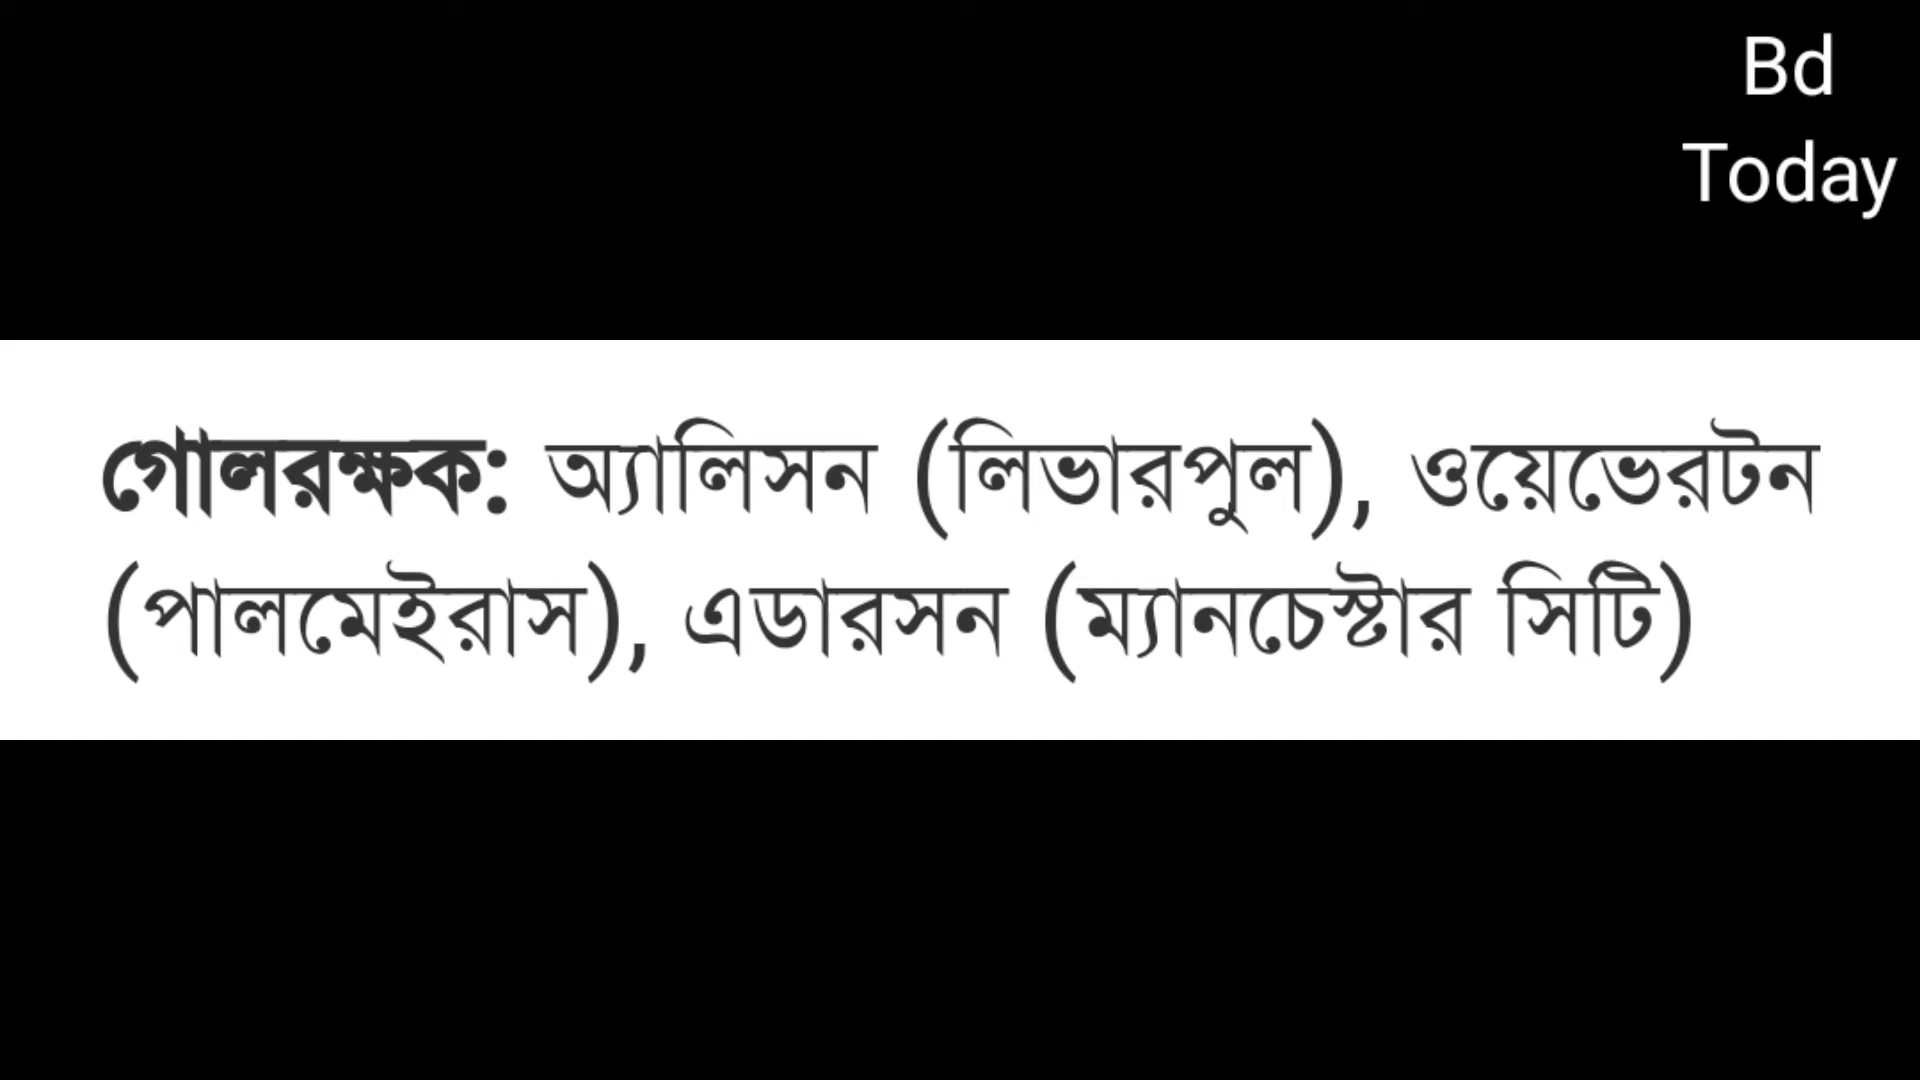 Bd
Today
গোলরক্ষক: অ্যালিসন (লিভারপুল), ওয়েভেরটন
(পালমেইরাস), এডারসন (ম্যানচেস্টার সিটি)